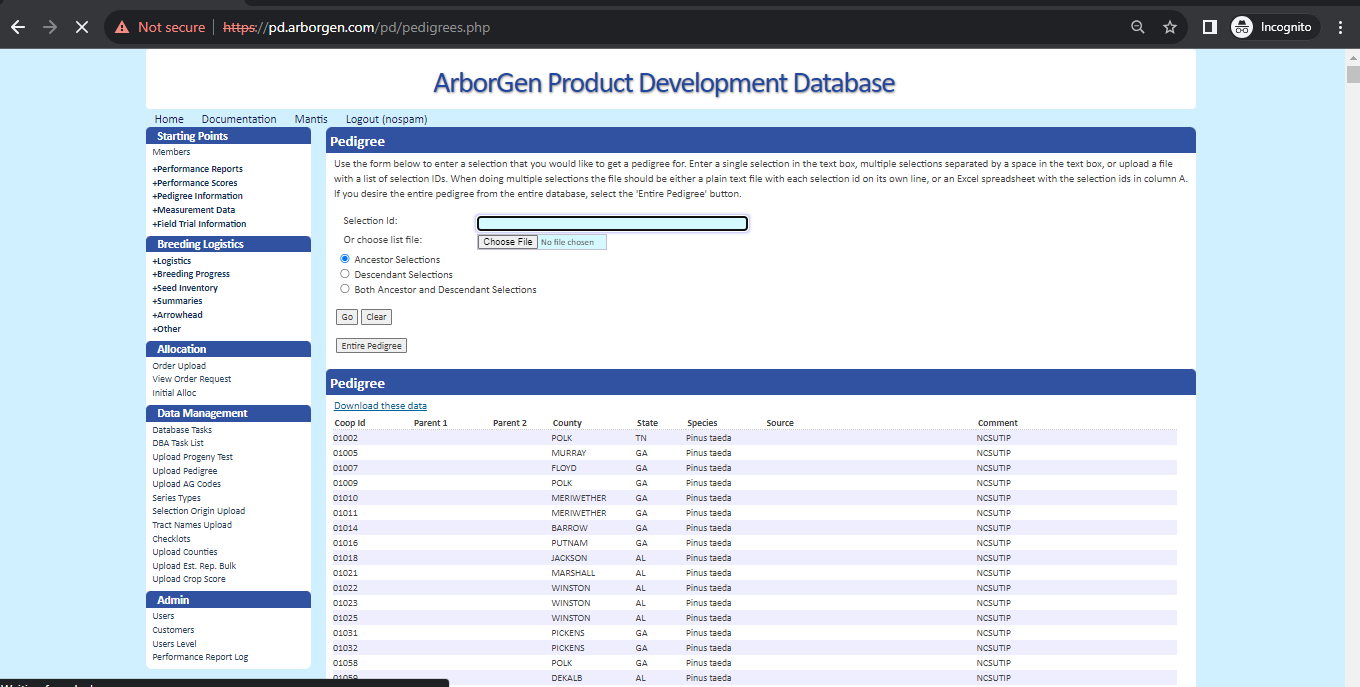 Not secure https://pd.arborgen.com/pd/pedigrees.php Incognito
ArborGen Product Development Database
Home Documentation Mantis Logout (nospam)
Starting Points
Members
+Performance Reports
+Performance Scores
+Pedigree Information
+Measurement Data
+Field Trial Information
Breeding Logistics
+Logistics
+Breeding Progress
+Seed Inventory
+Summaries
+Arrowhead
+Other
Allocation
Order Upload
View Order Request
Initial Alloc
Data Management
Database Tasks
DBA Task List
Upload Progeny Test
Upload Pedigree
Upload AG Codes
Series Types
Selection Origin Upload
Tract Names Upload
Checklots
Upload Counties
Upload Est. Rep. Bulk
Upload Crop Score
Admin
Users
Customers
Users Level
Performance Report Log
Pedigree
Use the form below to enter a selection that you would like to get a pedigree for. Enter a single selection in the text box, multiple selections separated by a space in the text box, or upload a file
with a list of selection IDs. When doing multiple selections the file should be either a plain text file with each selection id on its own line, or an Excel spreadsheet with the selection ids in column A.
If you desire the entire pedigree from the entire database, select the 'Entire Pedigree' button.
Selection Id:
Or choose list file: Choose File No file chosen
Ancestor Selections
Descendant Selections
Both Ancestor and Descendant Selections
Go Clear
Entire Pedigree
Pedigree
Download these data
Coop Id Parent 1 Parent 2 County State Species Source Comment
01002 POLK TN Pinus taeda NCSUTIP
01005 MURRAY GA Pinus taeda NCSUTIP
01007 FLOYD GA Pinus taeda NCSUTIP
01009 POLK GA Pinus taeda NCSUTIP
01010 MERIWETHER GA Pinus taeda NCSUTIP
01011 MERIWETHER GA Pinus taeda NCSUTIP
01014 BARROW GA Pinus taeda NCSUTIP
01016 PUTNAM GA Pinus taeda NCSUTIP
01018 JACKSON AL Pinus taeda NCSUTIP
01021 MARSHALL AL Pinus taeda NCSUTIP
01022 WINSTON AL Pinus taeda NCSUTIP
01023 WINSTON AL Pinus taeda NCSUTIP
01025 WINSTON AL Pinus taeda NCSUTIP
01031 PICKENS GA Pinus taeda NCSUTIP
01032 PICKENS GA Pinus taeda NCSUTIP
01058 POLK GA Pinus taeda NCSUTIP
01059 DEKALB AL Pinus taeda NCSUTIP